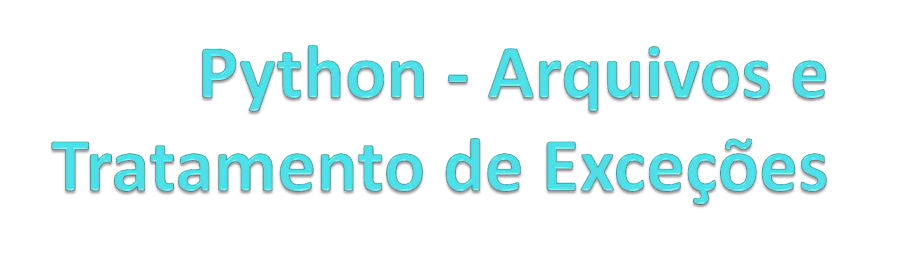 Python - Arquivos e
Tratamento de Exceções